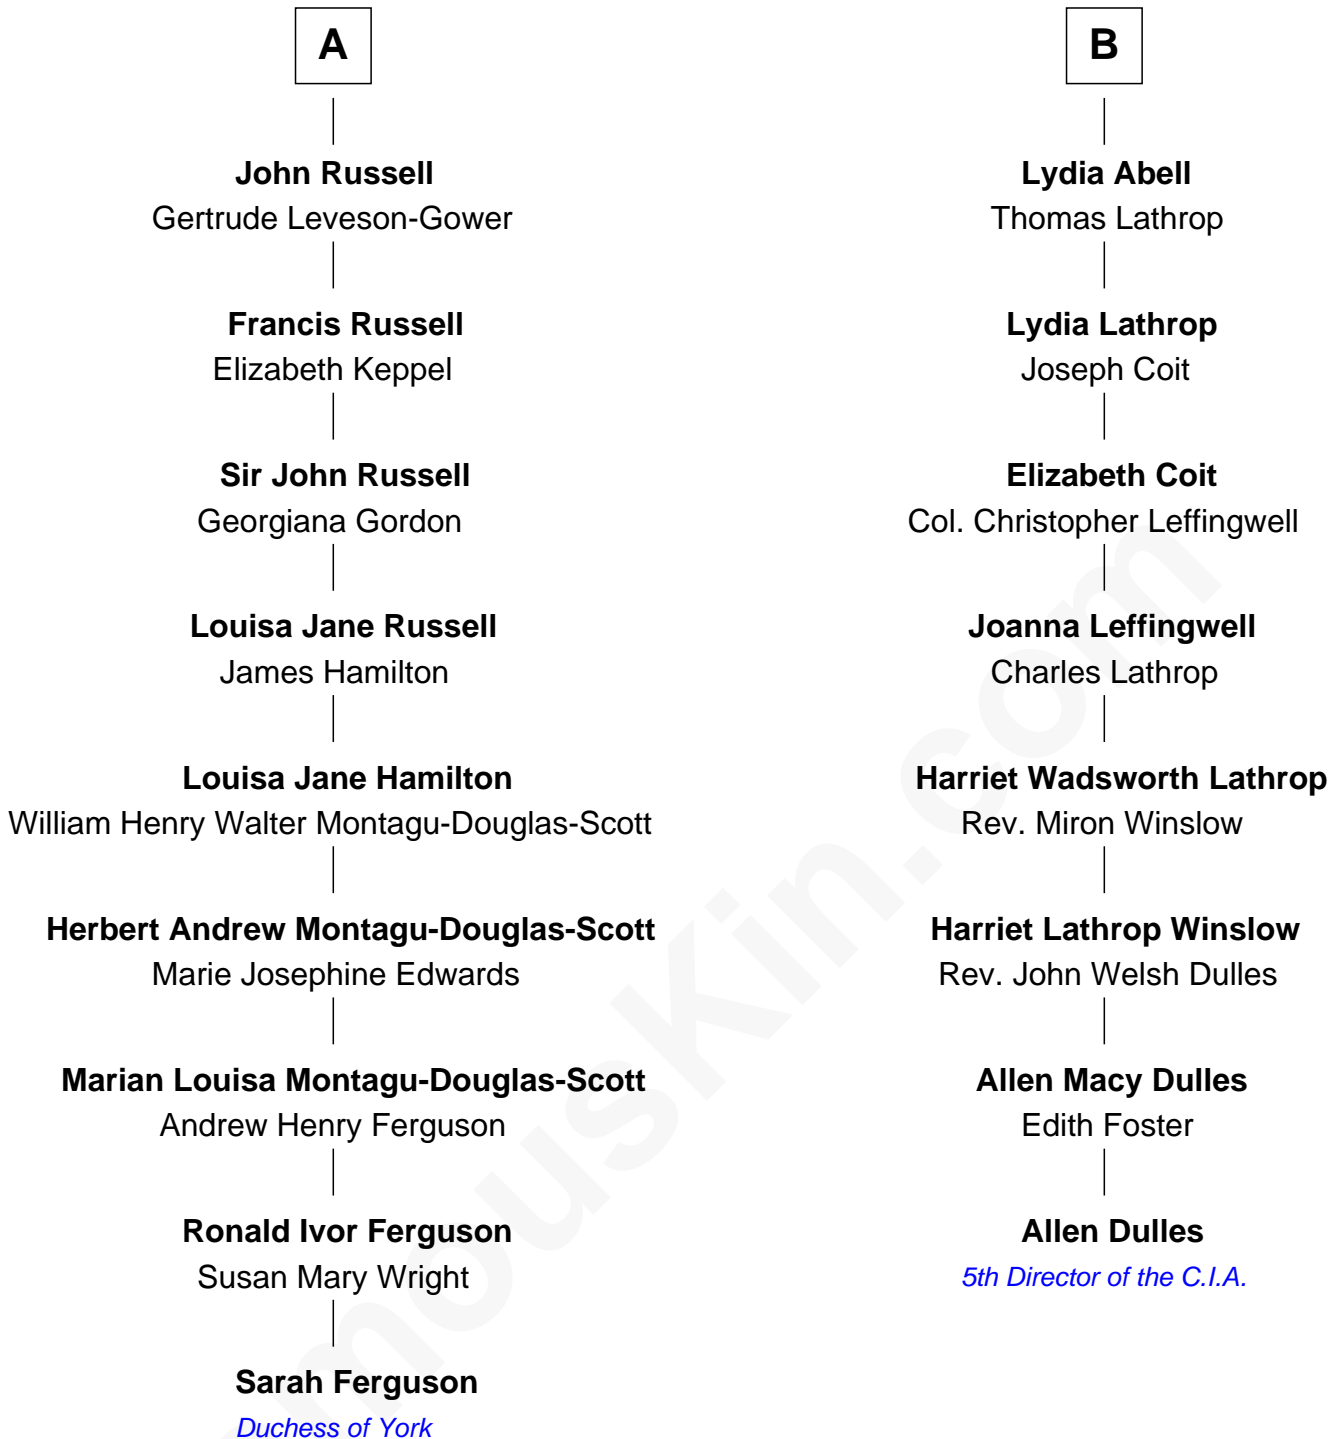 A
John Russell
Gertrude Leveson-Gower
Francis Russell
Elizabeth Keppel
Sir John Russell
Georgiana Gordon
Louisa Jane Russell
James Hamilton
Louisa Jane Hamilton
William Henry Walter Montagu-Douglas-Scott
Herbert Andrew Montagu-Douglas-Scott
Marie Josephine Edwards
Marian Louisa Montagu-Douglas-Scott
Andrew Henry Ferguson
Ronald Ivor Ferguson
Susan Mary Wright
Sarah Ferguson
Duchess of York
B
Lydia Abell
Thomas Lathrop
Lydia Lathrop
Joseph Coit
Elizabeth Coit
Col. Christopher Leffingwell
Joanna Leffingwell
Charles Lathrop
Harriet Wadsworth Lathrop
Rev. Miron Winslow
Harriet Lathrop Winslow
Rev. John Welsh Dulles
Allen Macy Dulles
Edith Foster
Allen Dulles
5th Director of the C.I.A.
mouskin.com